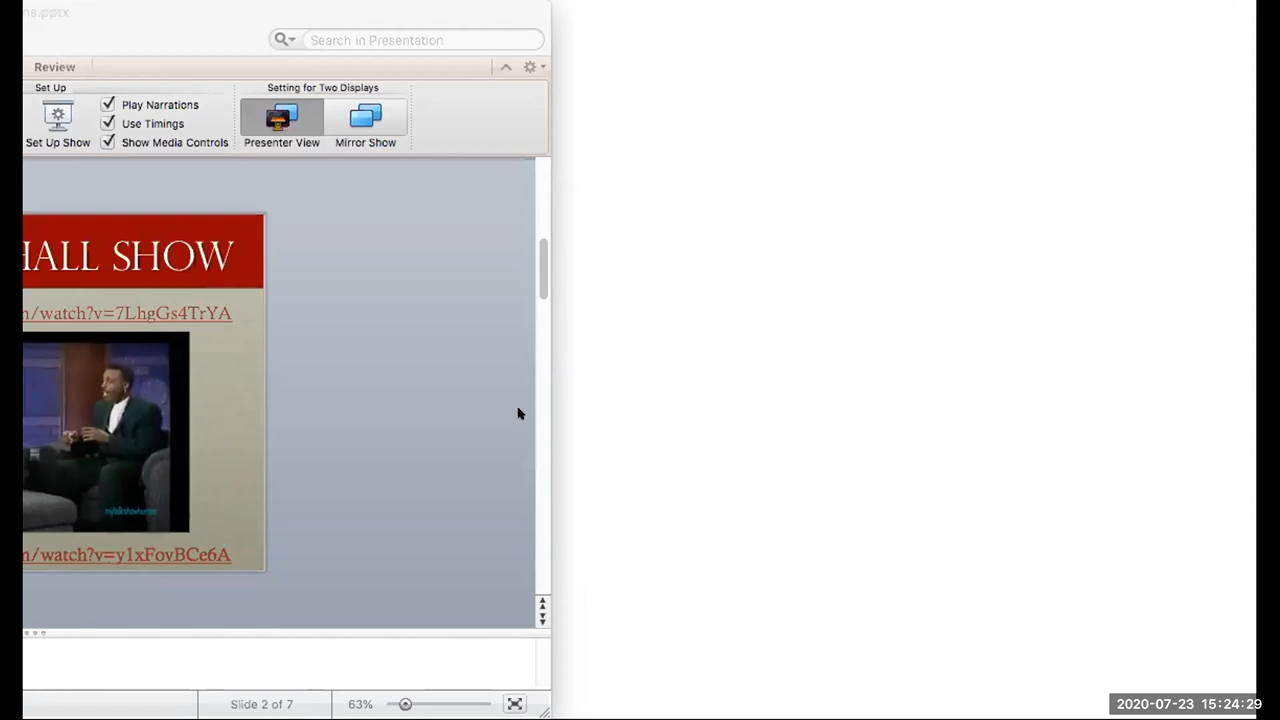 ns.pptx
Search in Presentation
Review
Set Up
Setting for Two Displays
Play Narrations
Use Timings
Show Media Controls
Set Up Show
Presenter View
Mirror Show
HALL SHOW
m/watch?v=7LhgGs4TrYA
m/watch?v=y1xFovBCe6A
Slide 2 of 7
63%
2020-07-23 15:24:29